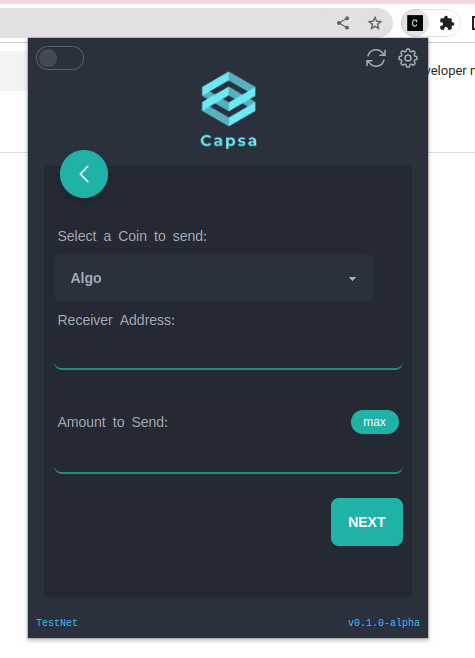 C
veloper
Capsa
Select a Coin to send:
Algo
Receiver Address:
Amount to Send:
max
NEXT
TestNet
v0.1.0-alpha